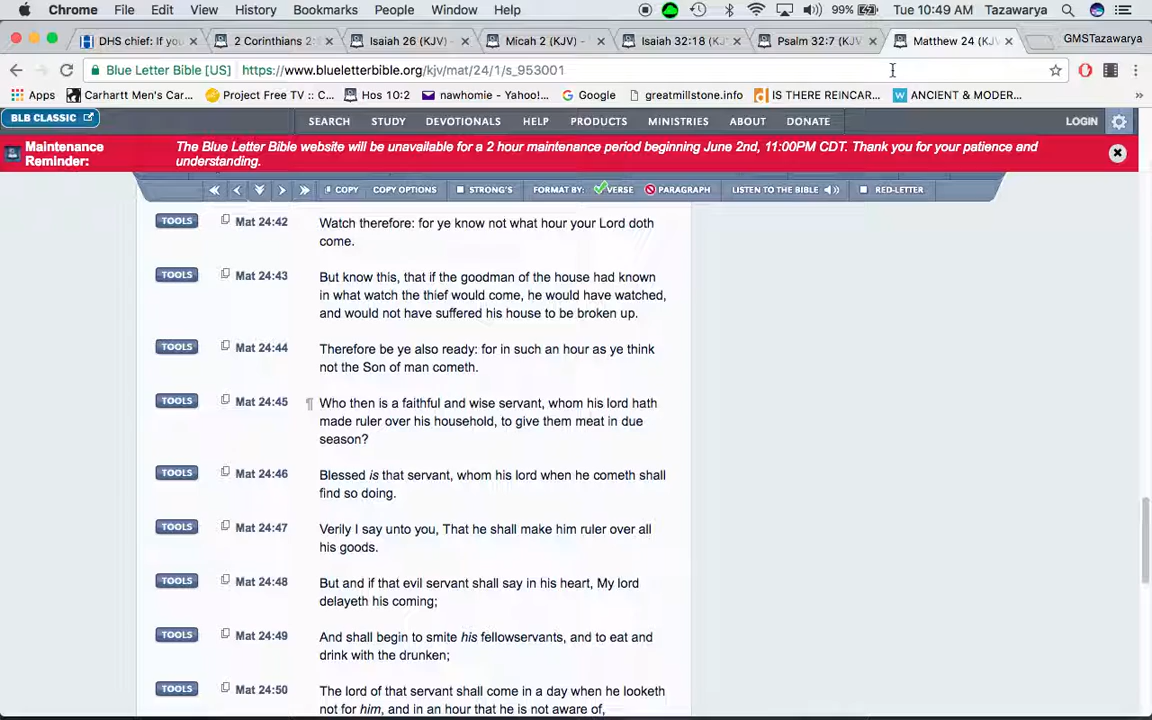 Chrome File Edit View History Bookmarks People Window Help 99% Tue 10:49 AM Tazawarya
DHS chief: If you 2 Corinthians 2: Isaiah 26 (KJV) - Micah 2 (KJV) - Isaiah 32:18 (KJ Psalm 32:7 (KJV Matthew 24 (KJ GMSTazawarya
Blue Letter Bible [US] https://www.blueletterbible.org/kjv/mat/24/1/s_953001
Apps Carhartt Men's Car... Project Free TV :: C... Hos 10:2 nawhomie - Yahoo!... Google greatmillstone.info IS THERE REINCAR... ANCIENT & MODER... »
BLB CLASSIC SEARCH STUDY DEVOTIONALS HELP PRODUCTS MINISTRIES ABOUT DONATE LOGIN
Maintenance Reminder:
The Blue Letter Bible website will be unavailable for a 2 hour maintenance period beginning June 2nd, 11:00PM CDT. Thank you for your patience and
understanding.
COPY COPY OPTIONS STRONG'S FORMAT BY: VERSE PARAGRAPH LISTEN TO THE BIBLE RED-LETTER
TOOLS Mat 24:42 Watch therefore: for ye know not what hour your Lord doth
come.
TOOLS Mat 24:43 But know this, that if the goodman of the house had known
in what watch the thief would come, he would have watched,
and would not have suffered his house to be broken up.
TOOLS Mat 24:44 Therefore be ye also ready: for in such an hour as ye think
not the Son of man cometh.
TOOLS Mat 24:45 ¶ Who then is a faithful and wise servant, whom his lord hath
made ruler over his household, to give them meat in due
season?
TOOLS Mat 24:46 Blessed is that servant, whom his lord when he cometh shall
find so doing.
TOOLS Mat 24:47 Verily I say unto you, That he shall make him ruler over all
his goods.
TOOLS Mat 24:48 But and if that evil servant shall say in his heart, My lord
delayeth his coming;
TOOLS Mat 24:49 And shall begin to smite his fellowservants, and to eat and
drink with the drunken;
TOOLS Mat 24:50 The lord of that servant shall come in a day when he looketh
not for him, and in an hour that he is not aware of,